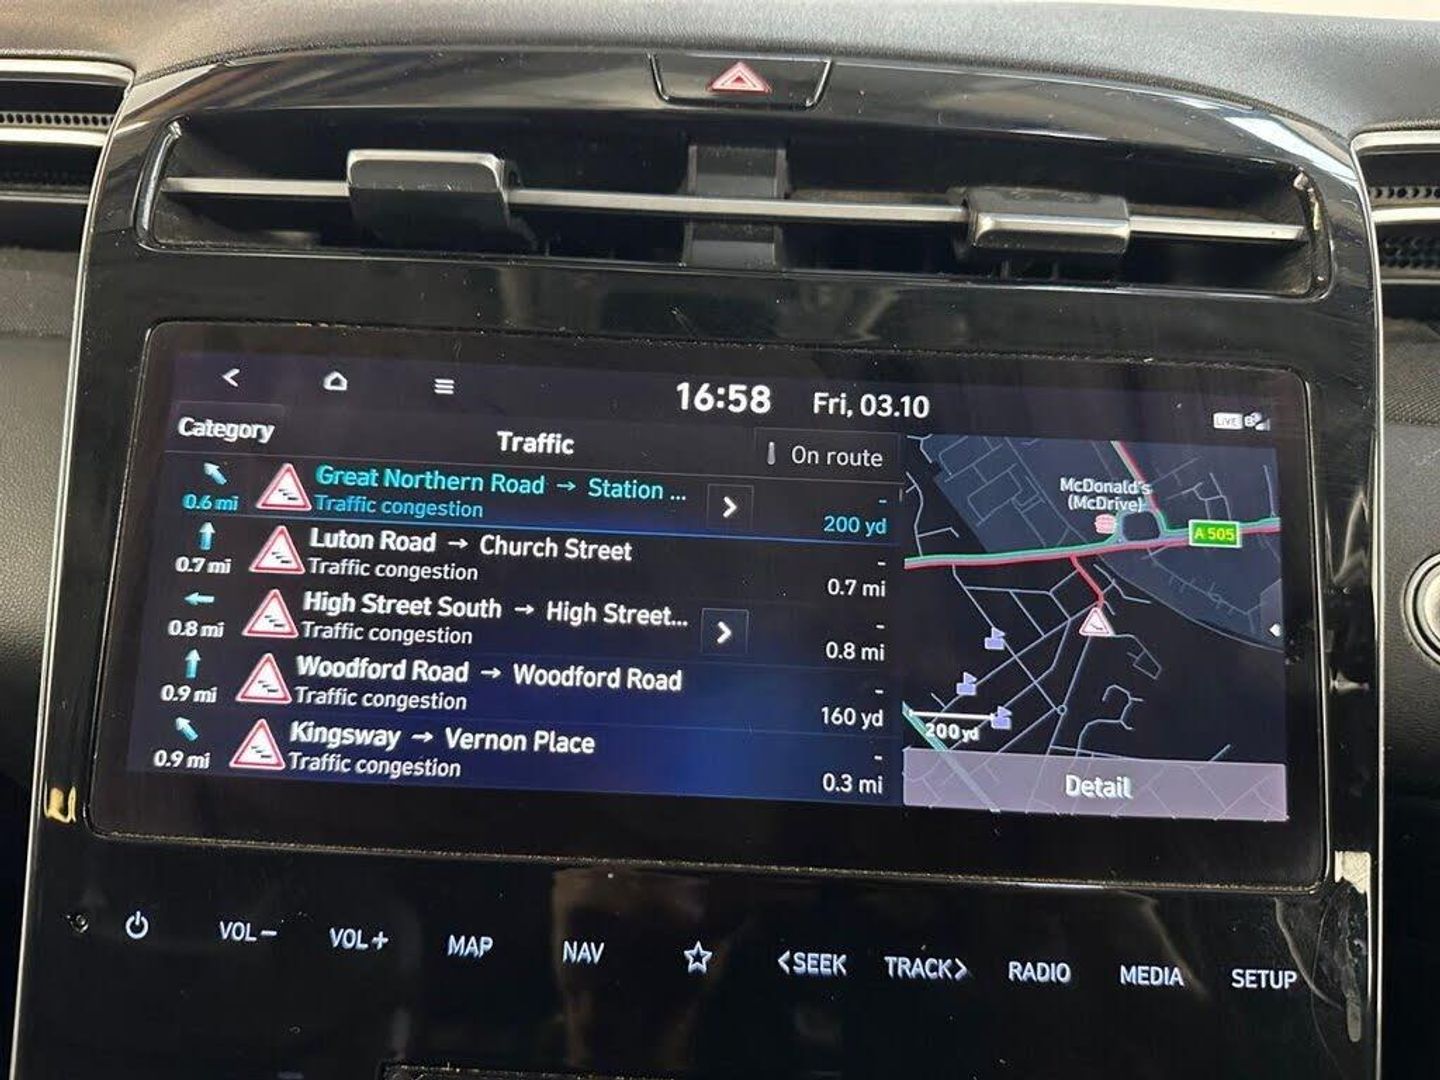 16:58 Fri, 03.10
LIVE
Category
Traffic
On route
Great Northern Road → Station ...
0.6 mi
Traffic congestion
-
200 yd
Luton Road → Church Street
0.7 mi
Traffic congestion
-
0.7 mi
High Street South → High Street...
0.8 mi
Traffic congestion
-
0.8 mi
Woodford Road → Woodford Road
0.9 mi
Traffic congestion
-
160 yd
Kingsway → Vernon Place
0.9 mi
Traffic congestion
-
0.3 mi
McDonald's
(McDrive)
A 505
200 yd
Detail
VOL− VOL+ MAP NAV <SEEK TRACK> RADIO MEDIA SETUP